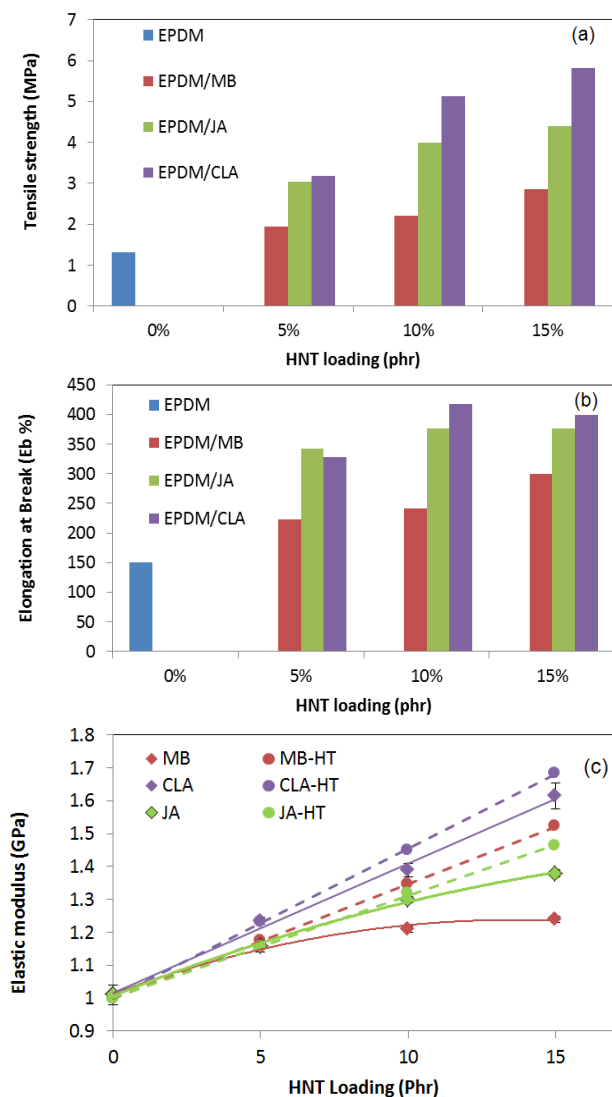 (a)
Tensile strength (MPa)
7
6
5
4
3
2
1
0
EPDM
EPDM/MB
EPDM/JA
EPDM/CLA
0% 5% 10% 15%
HNT loading (phr)
(b)
Elongation at Break (Eb %)
450
400
350
300
250
200
150
100
50
0
EPDM
EPDM/MB
EPDM/JA
EPDM/CLA
0% 5% 10% 15%
HNT loading (phr)
(c)
Elastic modulus (GPa)
1.8
1.7
1.6
1.5
1.4
1.3
1.2
1.1
1
0.9
MB MB-HT
CLA CLA-HT
JA JA-HT
0 5 10 15
HNT Loading (Phr)